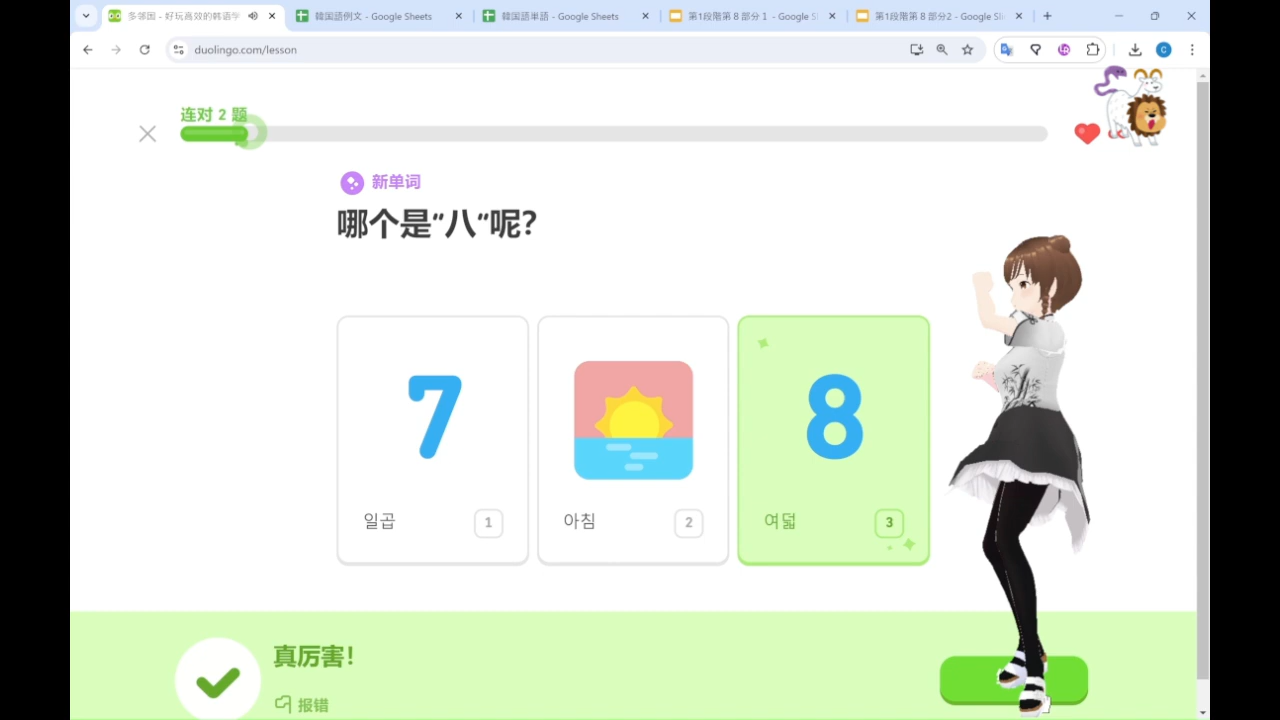 多邻国 - 好玩高效的韩语学
韓国語例文 - Google Sheets
韓国語単語 - Google Sheets
第1段階第 8 部分 1 - Google S
第1段階第 8 部分2 - Google Sli
duolingo.com/lesson
C
连对 2 题
新单词
哪个是“八“呢?
7
8
일곱
1
아침
2
여덟
3
真厉害!
报错